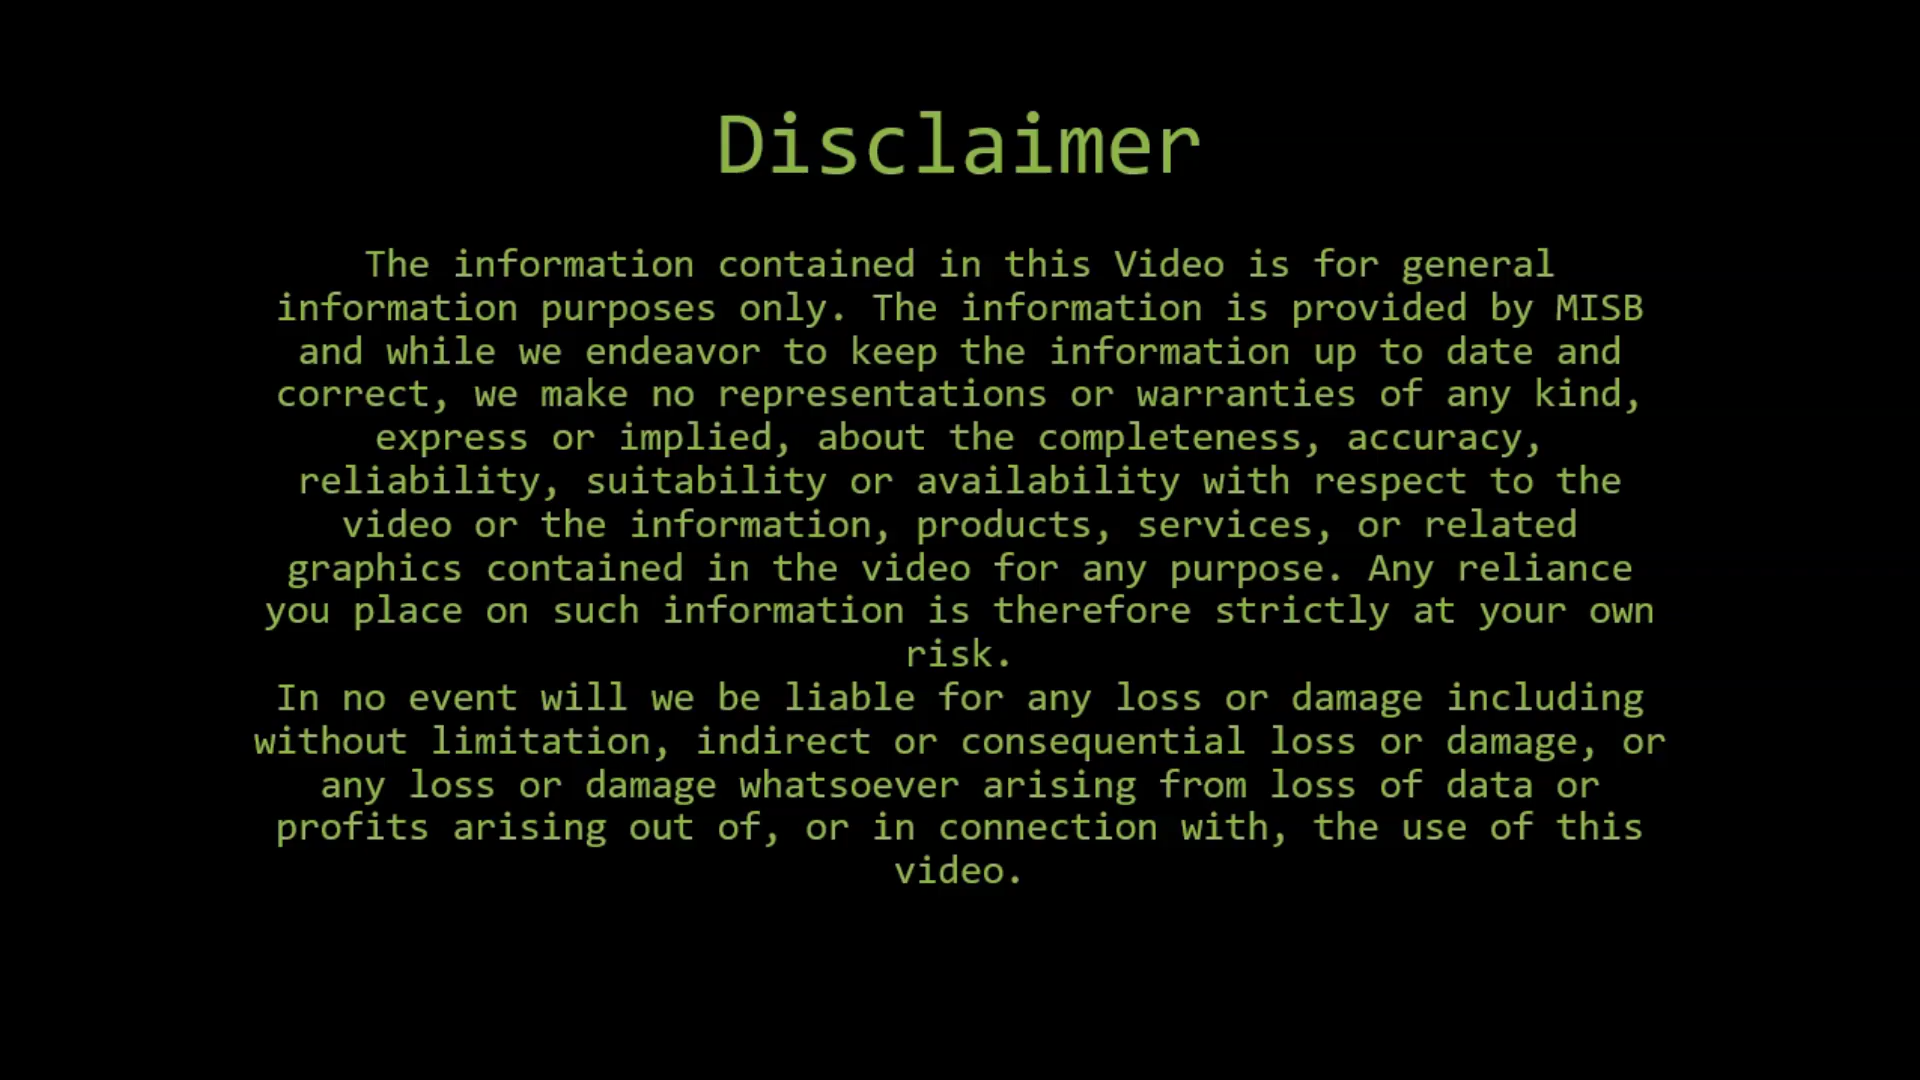 Disclaimer
The information contained in this Video is for general
information purposes only. The information is provided by MISB
and while we endeavor to keep the information up to date and
correct, we make no representations or warranties of any kind,
express or implied, about the completeness, accuracy,
reliability, suitability or availability with respect to the
video or the information, products, services, or related
graphics contained in the video for any purpose. Any reliance
you place on such information is therefore strictly at your own
risk.
In no event will we be liable for any loss or damage including
without limitation, indirect or consequential loss or damage, or
any loss or damage whatsoever arising from loss of data or
profits arising out of, or in connection with, the use of this
video.